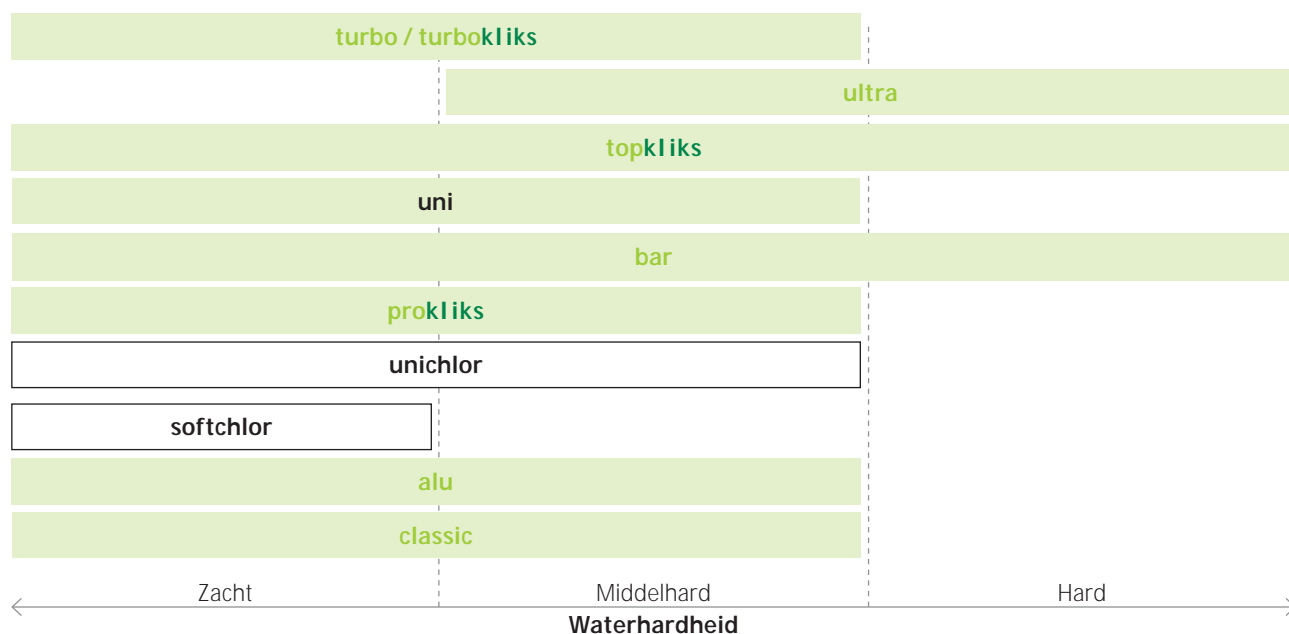 turbo / turbokliks
ultra
topkliks
uni
bar
prokliks
unichlor
softchlor
alu
classic
Zacht Middelhard Hard
Waterhardheid